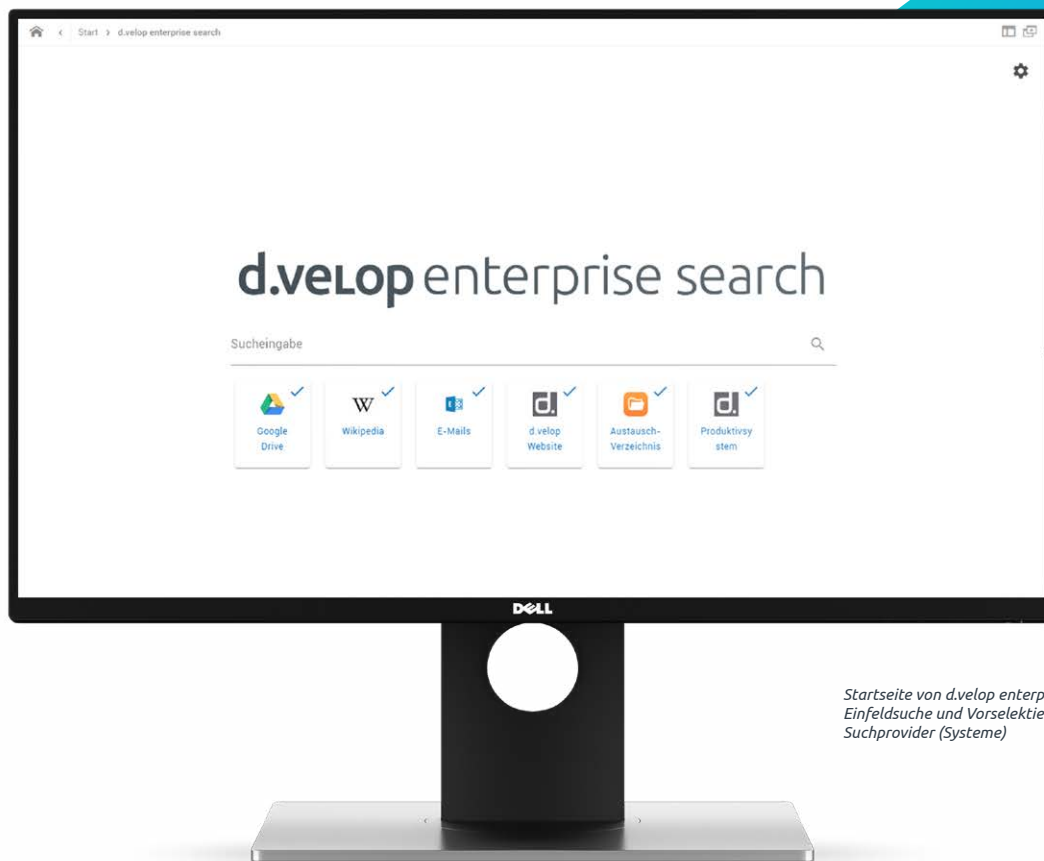 Start > d.velop enterprise search
d.velop enterprise search
Sucheingabe
Google
Drive
W
Wikipedia
E-Mails
d.
d.velop
Website
Austausch-
Verzeichnis
d.
Produktivsy
stem
DELL
Startseite von d.velop enterp
Einfeldsuche und Vorselektie
Suchprovider (Systeme)